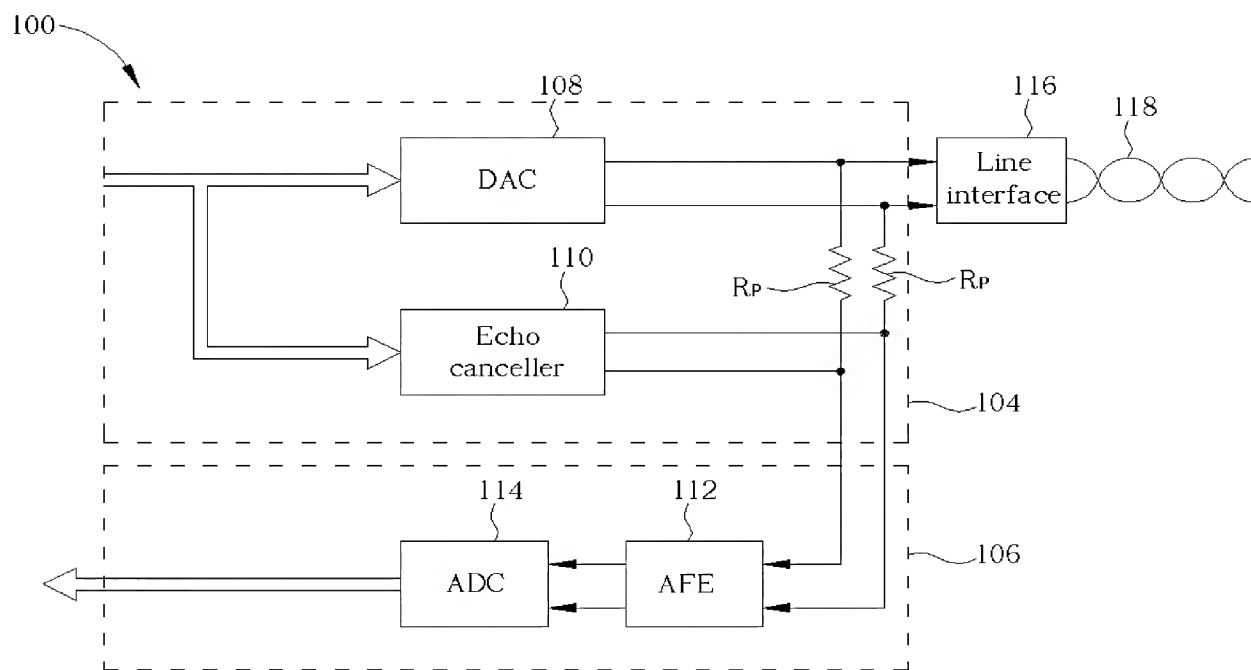 100
108
DAC
116
Line
interface
118
110
Echo
canceller
RP
RP
104
114
ADC
112
AFE
106